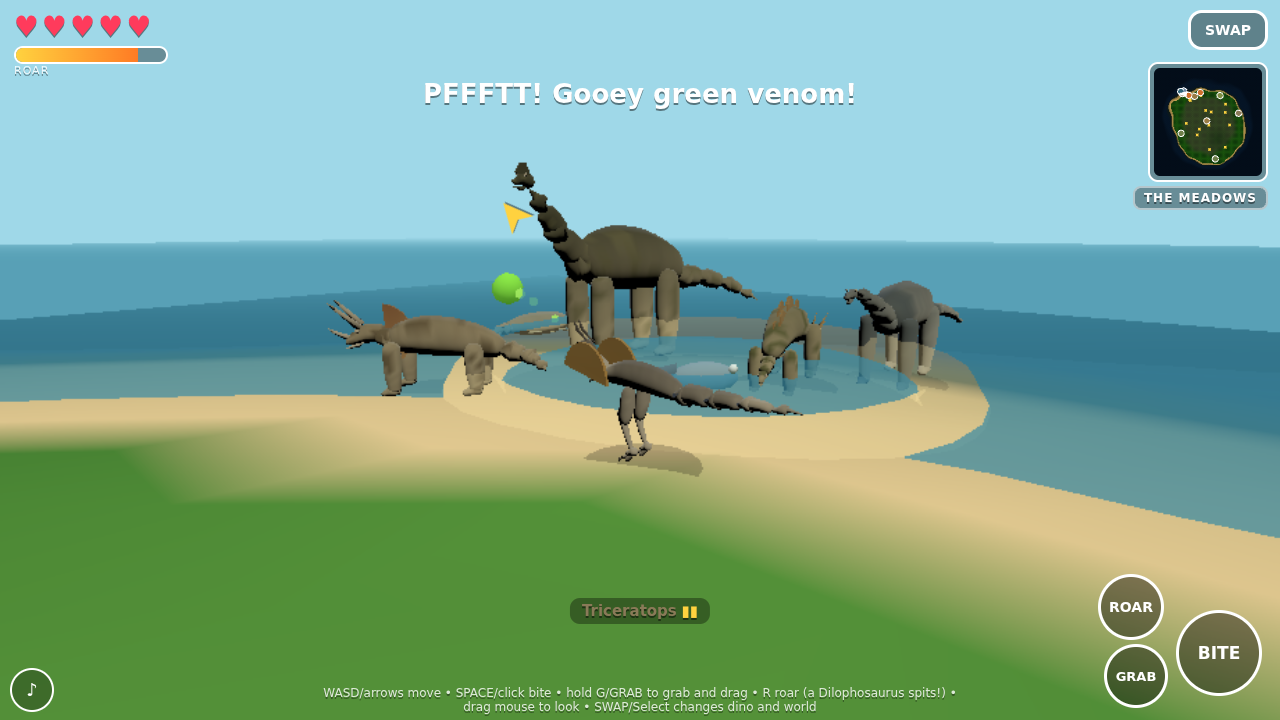 SWAP
ROAR
PFFFTT! Gooey green venom!
THE MEADOWS
Triceratops
ROAR
BITE
GRAB
♪
WASD/arrows move • SPACE/click bite • hold G/GRAB to grab and drag • R roar (a Dilophosaurus spits!) •
drag mouse to look • SWAP/Select changes dino and world